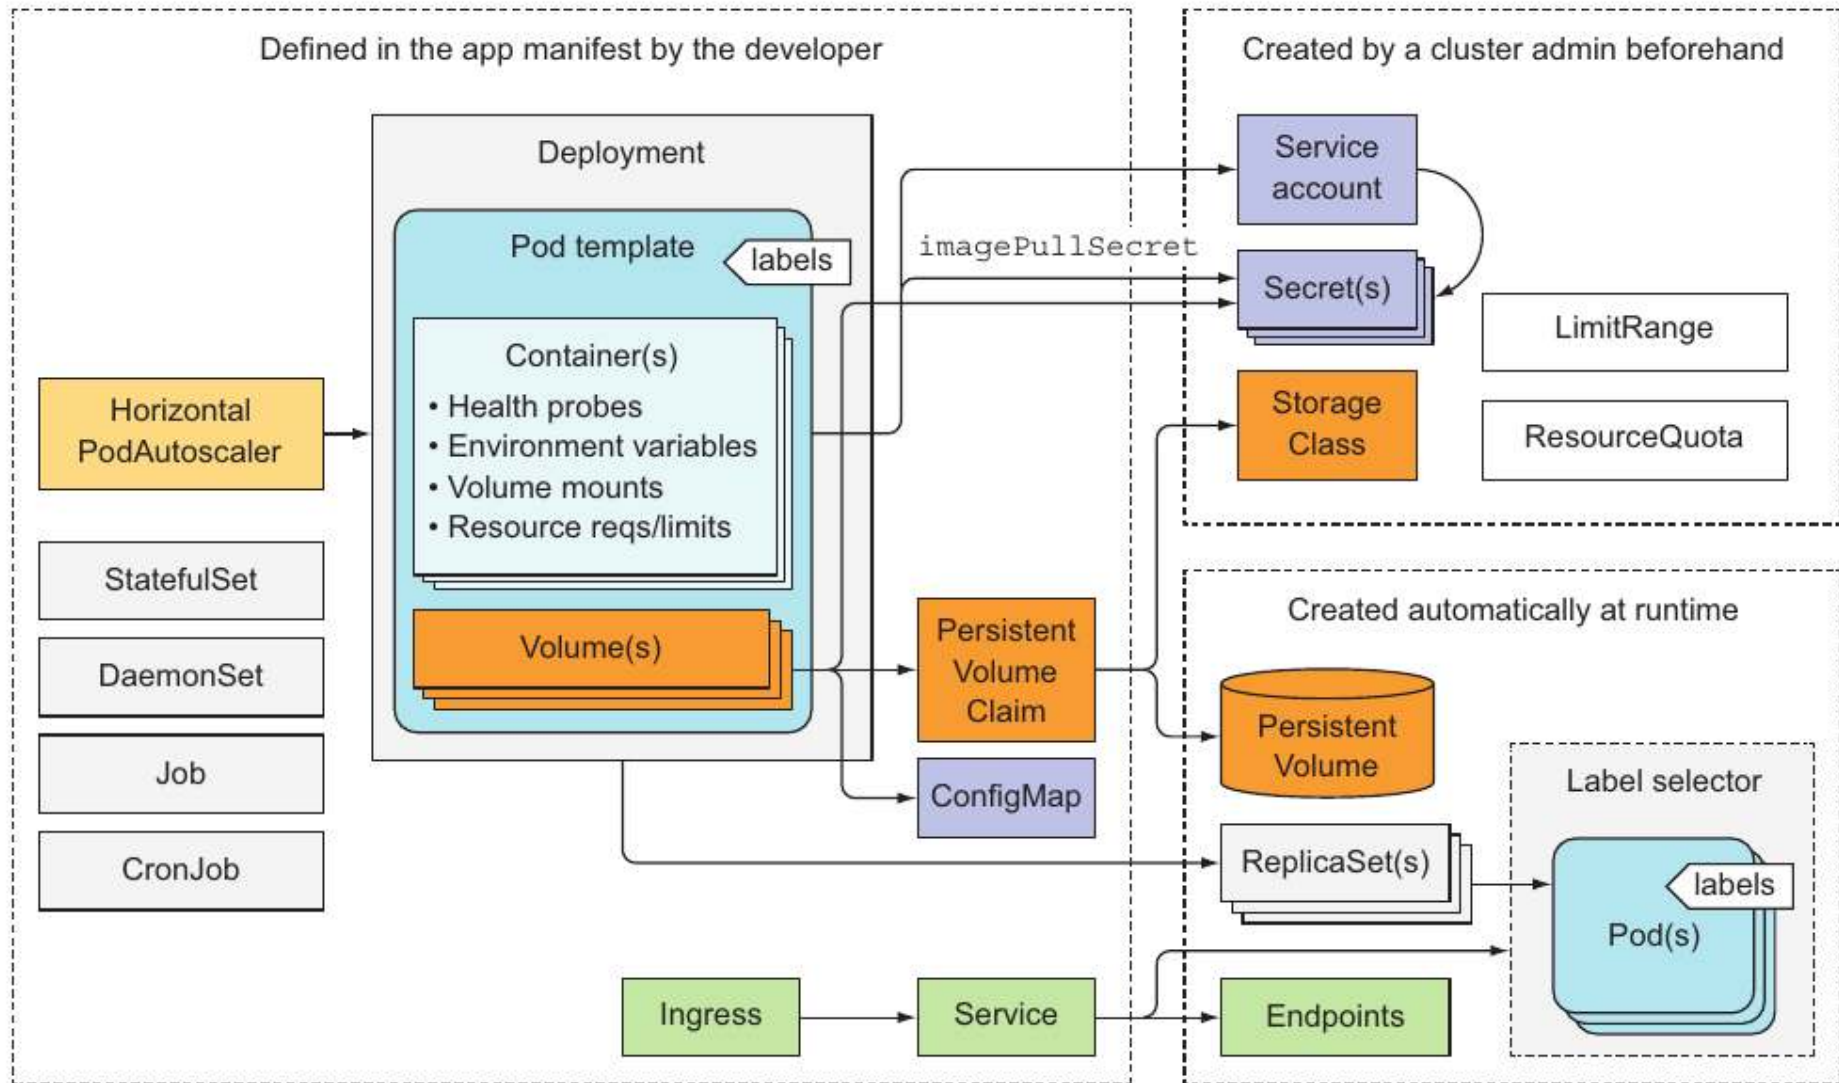 Defined in the app manifest by the developer
Deployment
Pod template
labels
Container(s)
• Health probes
• Environment variables
• Volume mounts
• Resource reqs/limits
Volume(s)
Horizontal
PodAutoscaler
StatefulSet
DaemonSet
Job
CronJob
imagePullSecret
Persistent
Volume
Claim
ConfigMap
Ingress
Service
Created by a cluster admin beforehand
Service
account
Secret(s)
Storage
Class
LimitRange
ResourceQuota
Created automatically at runtime
Persistent
Volume
ReplicaSet(s)
Endpoints
Label selector
labels
Pod(s)